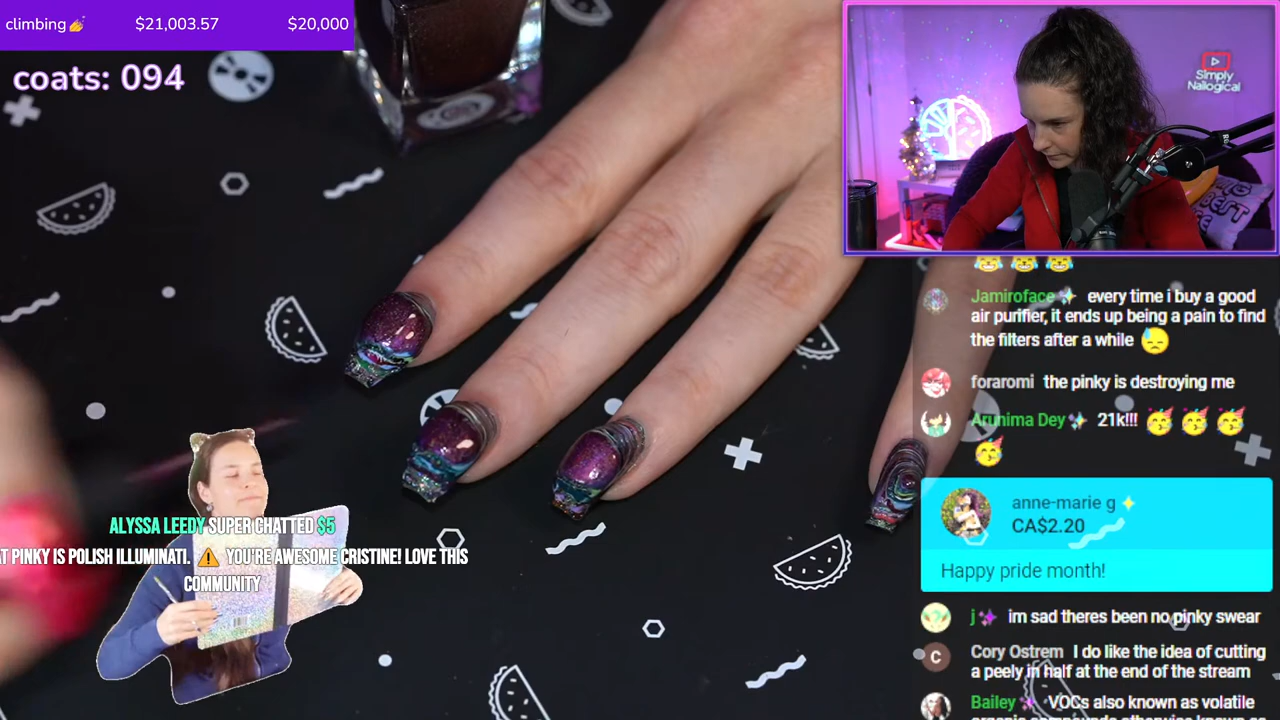 climbing💅 $21,003.57 $20,000
coats: 094
Simply
Nailogical
Jamiroface✨ every time i buy a good
air purifier, it ends up being a pain to find
the filters after a while 😓
foraromi the pinky is destroying me
Arunima Dey✨ 21k!!! 🥳 🥳 🥳
🥳
anne-marie g ✨
CA$2.20
Happy pride month!
ALYSSA LEEDY SUPER CHATTED $5
AT PINKY IS POLISH ILLUMINATI. ⚠️ YOU'RE AWESOME CRISTINE! LOVE THIS
COMMUNITY
j✨ im sad theres been no pinky swear
Cory Ostrem I do like the idea of cutting
a peely in half at the end of the stream
Bailey✨ VOCs also known as volatile